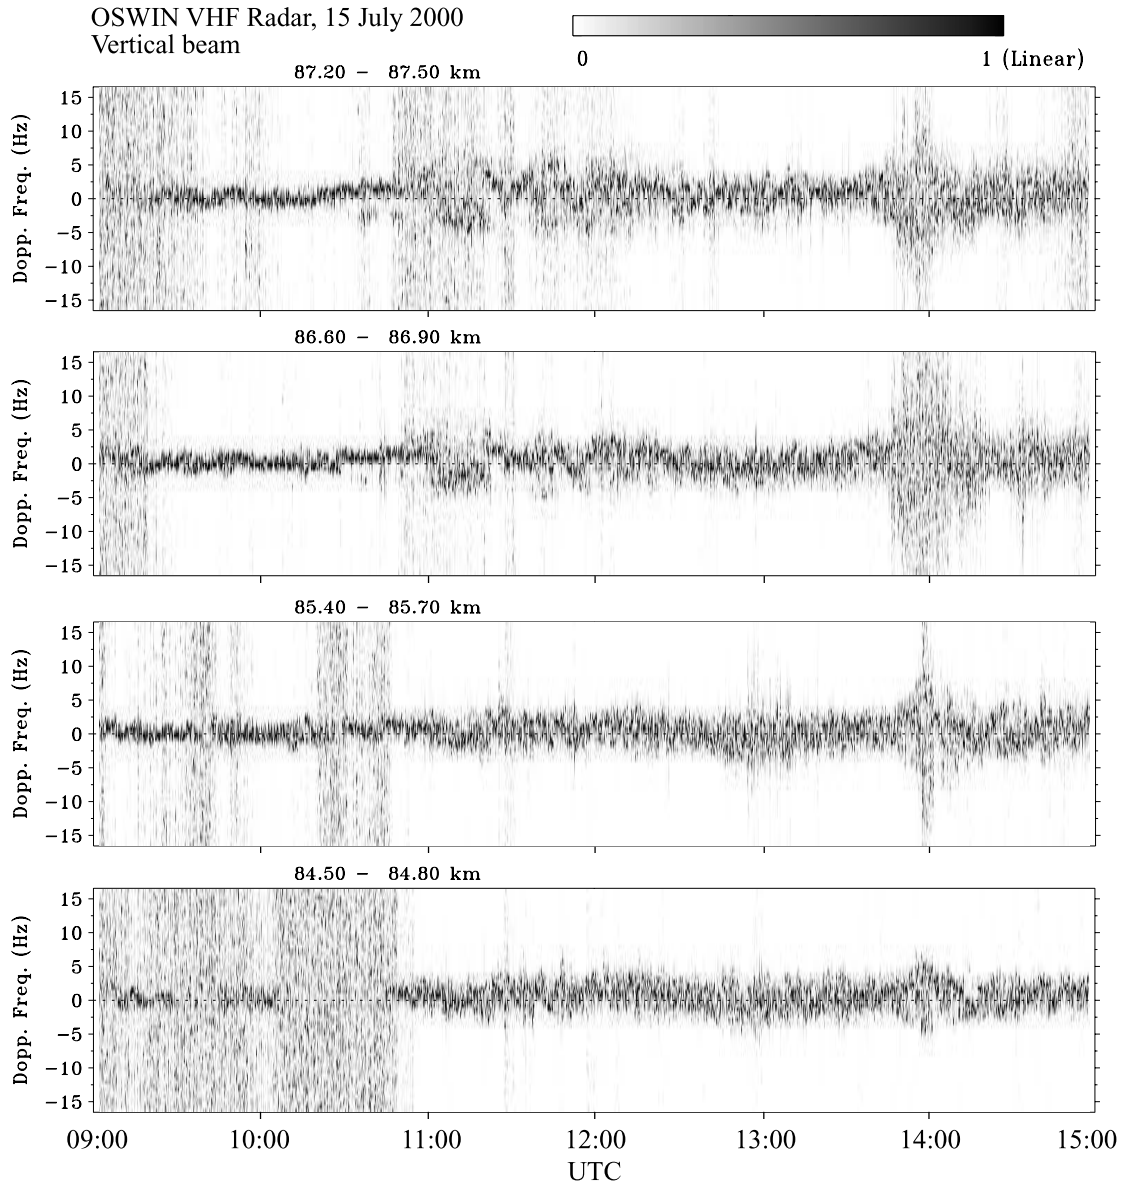 OSWIN VHF Radar, 15 July 2000
Vertical beam
0
1 (Linear)
87.20 - 87.50 km
Dopp. Freq. (Hz)
15
10
5
0
-5
-10
-15
86.60 - 86.90 km
Dopp. Freq. (Hz)
15
10
5
0
-5
-10
-15
85.40 - 85.70 km
Dopp. Freq. (Hz)
15
10
5
0
-5
-10
-15
84.50 - 84.80 km
Dopp. Freq. (Hz)
15
10
5
0
-5
-10
-15
09:00 10:00 11:00 12:00 13:00 14:00 15:00
UTC